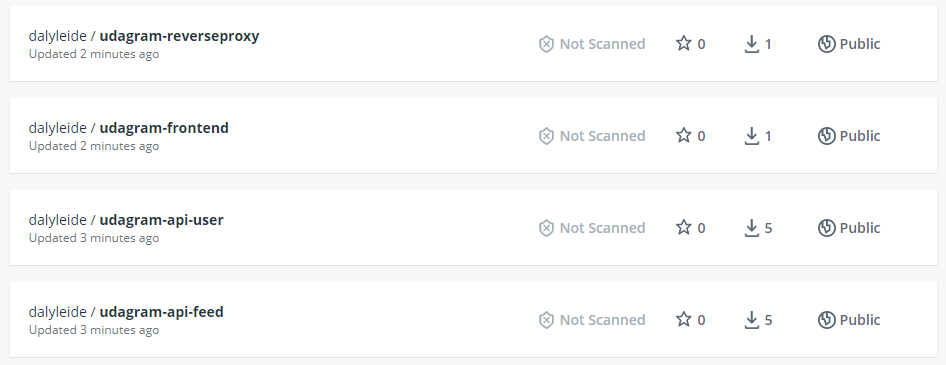 dalyleide / udagram-reverseproxy
Updated 2 minutes ago
Not Scanned 0 1 Public
dalyleide / udagram-frontend
Updated 2 minutes ago
Not Scanned 0 1 Public
dalyleide / udagram-api-user
Updated 3 minutes ago
Not Scanned 0 5 Public
dalyleide / udagram-api-feed
Updated 3 minutes ago
Not Scanned 0 5 Public